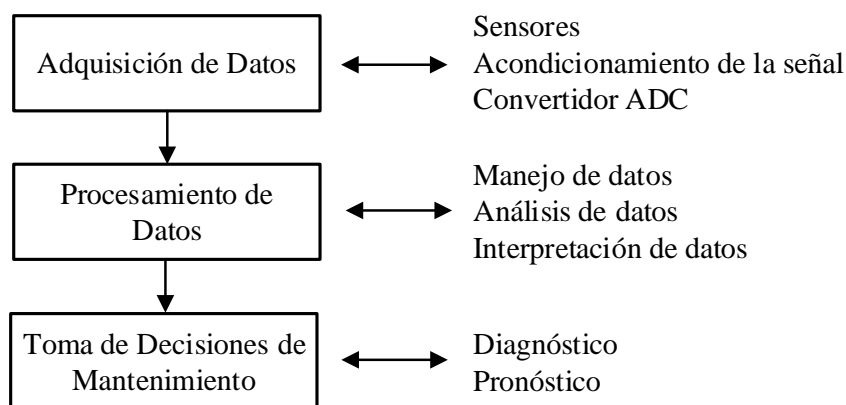 Adquisición de Datos
Sensores
Acondicionamiento de la señal
Convertidor ADC
Procesamiento de
Datos
Manejo de datos
Análisis de datos
Interpretación de datos
Toma de Decisiones de
Mantenimiento
Diagnóstico
Pronóstico